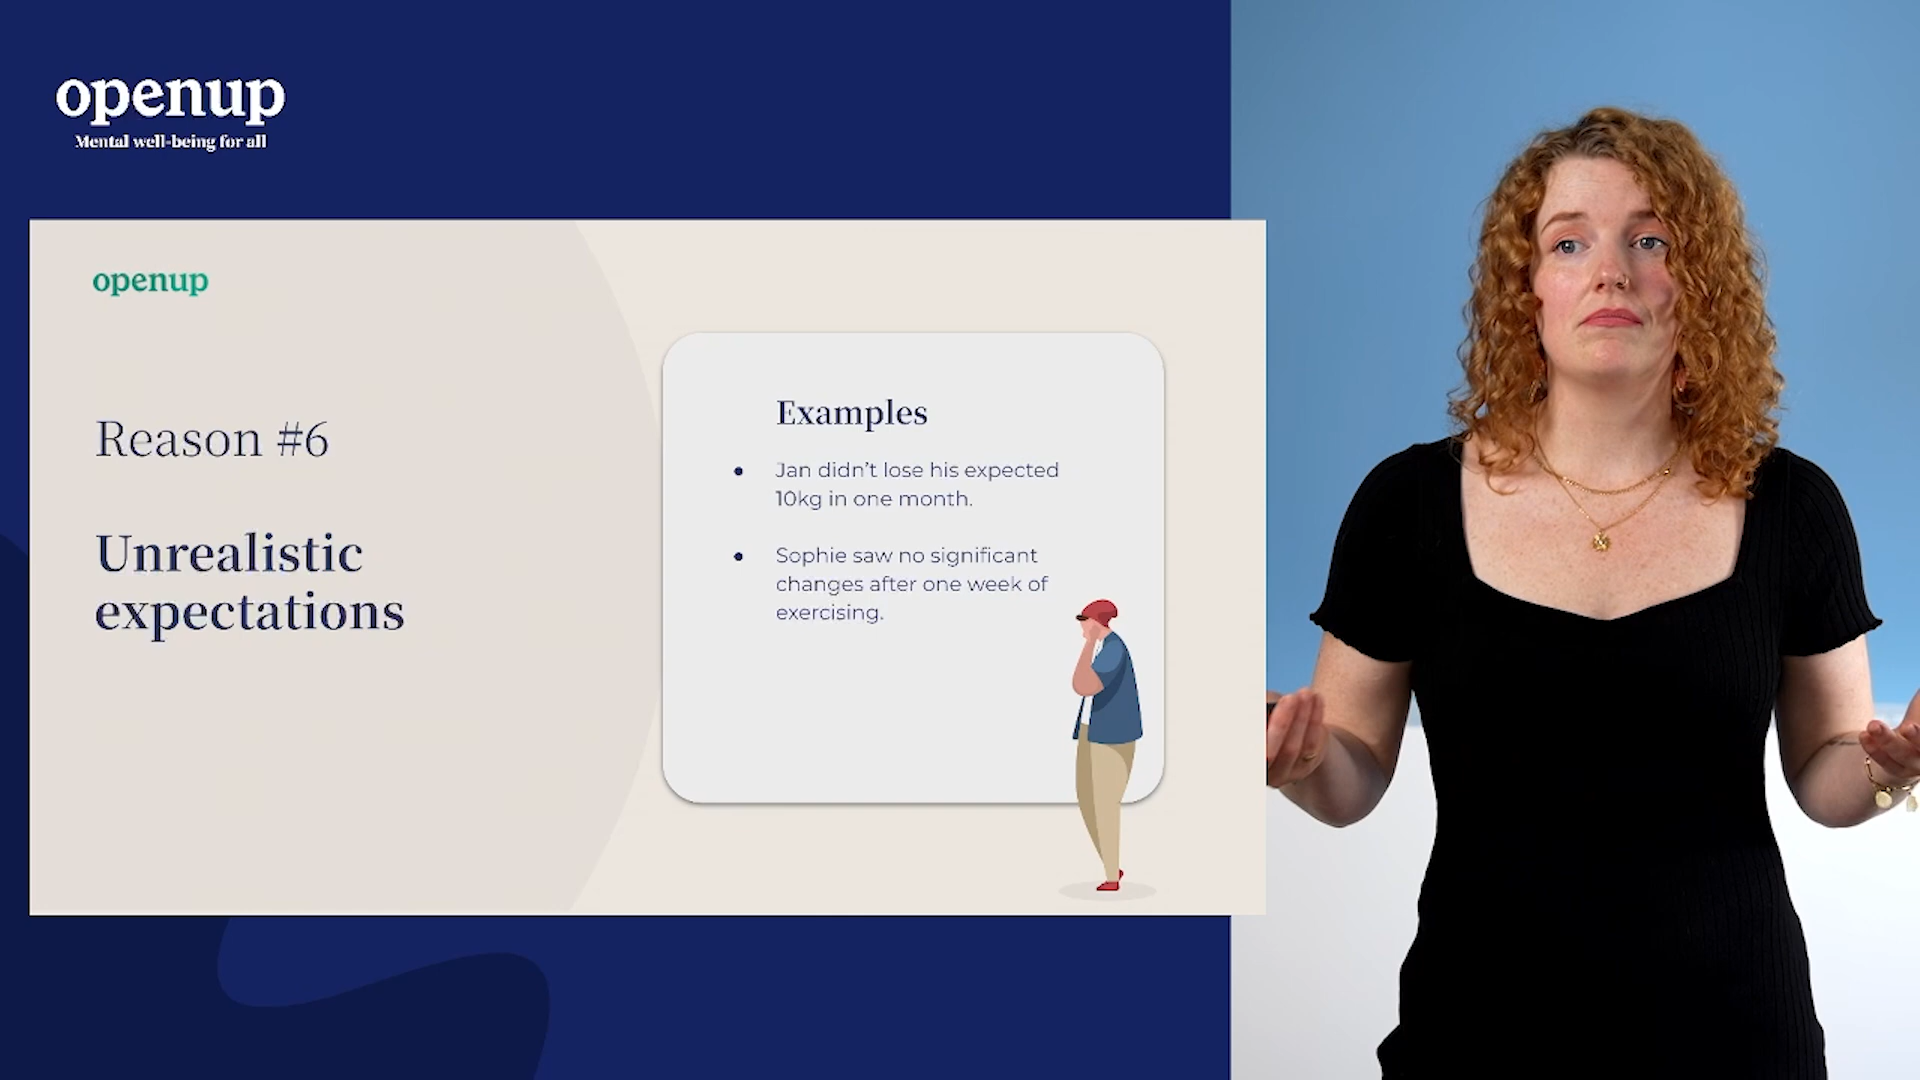 openup
Mental well-being for all
openup
Reason #6
Unrealistic
expectations
Examples
• Jan didn't lose his expected
10kg in one month.
• Sophie saw no significant
changes after one week of
exercising.